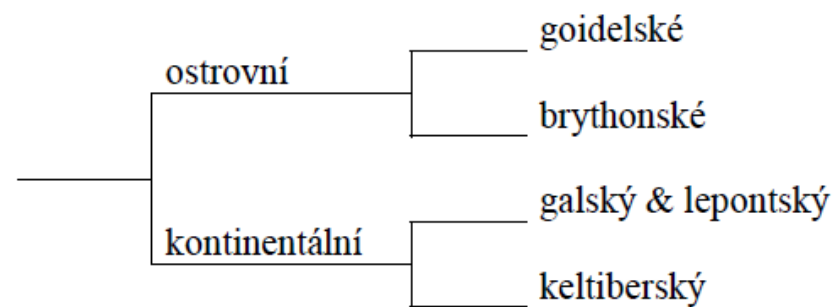 goidelské
ostrovní
brythonské
galský & lepontský
kontinentální
keltiberský